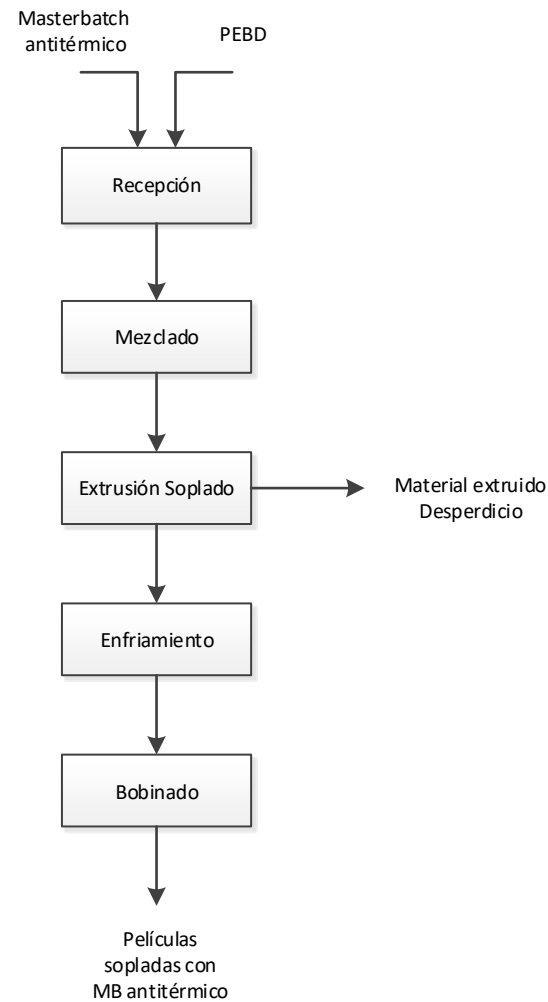 Masterbatch
antitérmico
PEBD
Recepción
Mezclado
Extrusión Soplado
Material extruido
Desperdicio
Enfriamiento
Bobinado
Películas
sopladas con
MB antitérmico